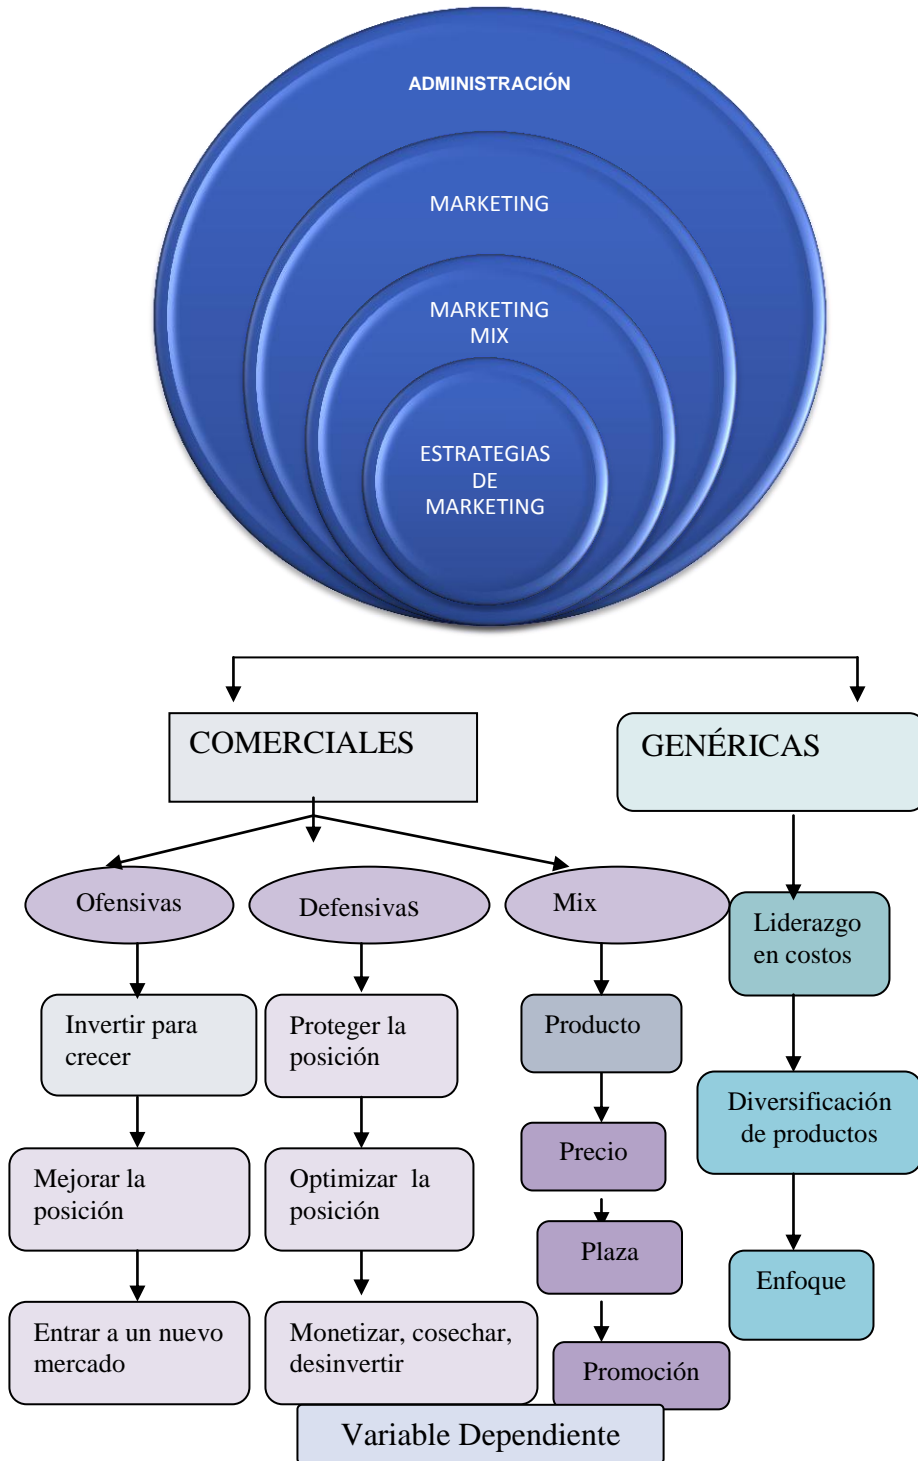 ADMINISTRACIÓN
MARKETING
MARKETING
MIX
ESTRATEGIAS
DE
MARKETING
COMERCIALES
GENÉRICAS
Ofensivas
Defensivas
Mix
Liderazgo
en costos
Invertir para
crecer
Proteger la
posición
Producto
Diversificación
de productos
Mejorar la
posición
Optimizar la
posición
Precio
Plaza
Enfoque
Entrar a un nuevo
mercado
Monetizar, cosechar,
desinvertir
Promoción
Variable Dependiente